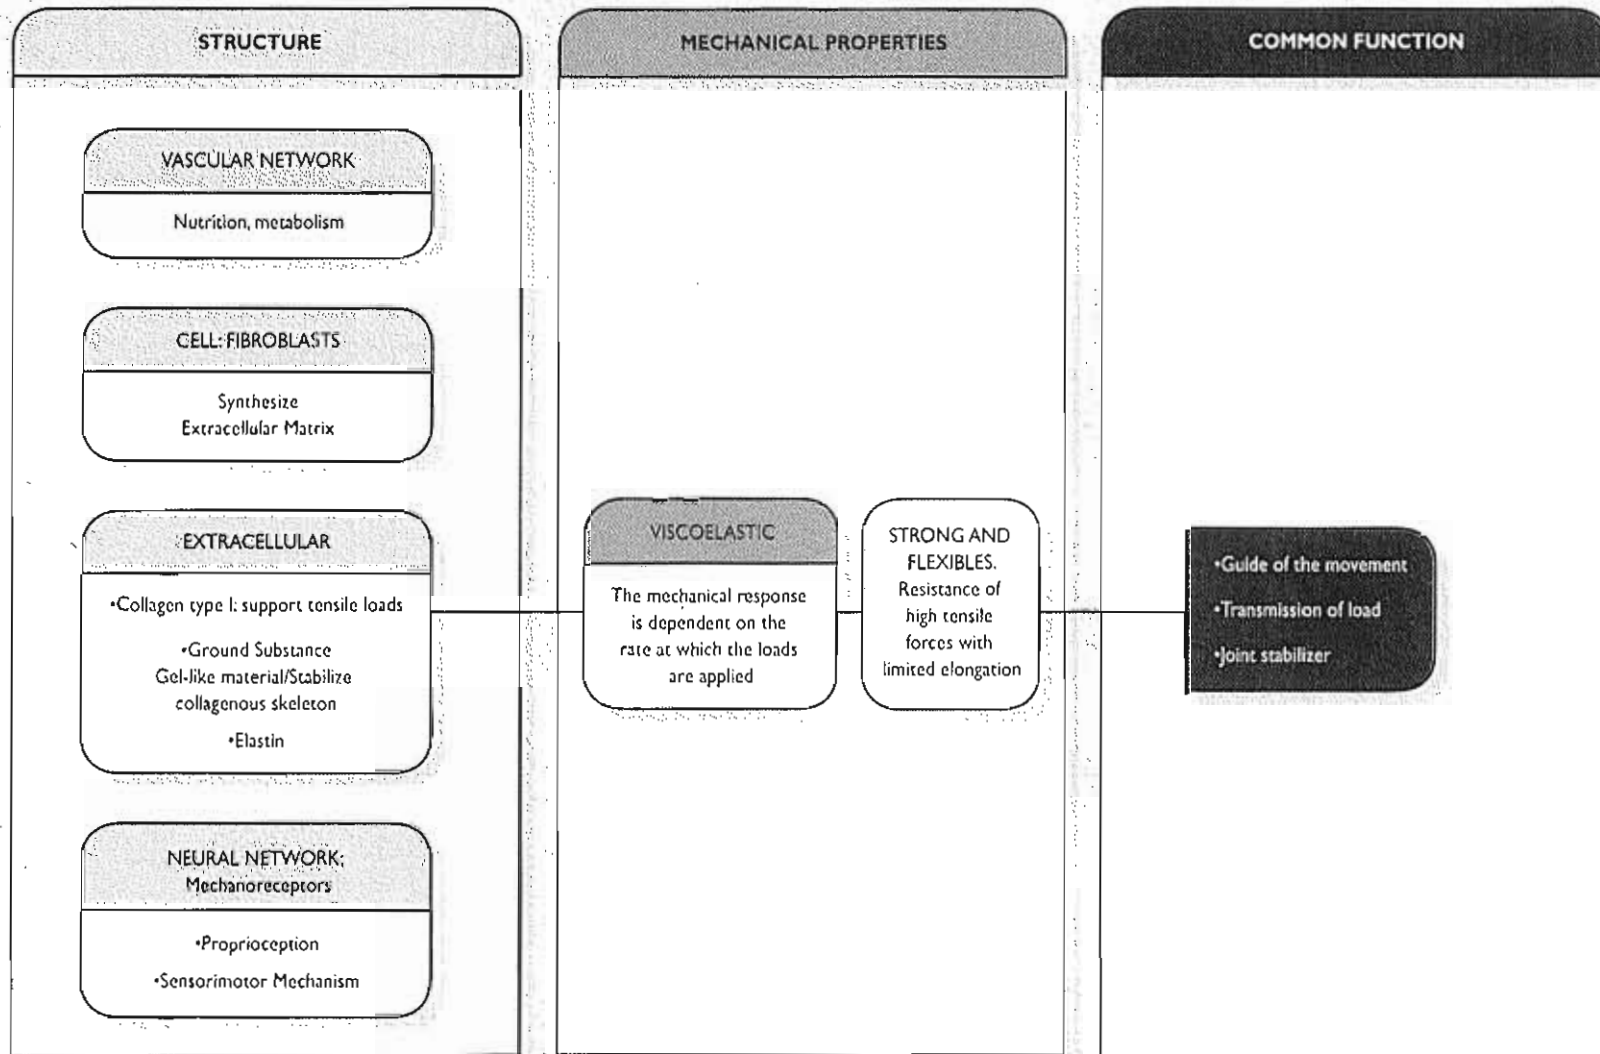 STRUCTURE
VASCULAR NETWORK
Nutrition, metabolism
CELL: FIBROBLASTS
Synthesize
Extracellular Matrix
EXTRACELLULAR
•Collagen type I: support tensile loads
•Ground Substance
Gel-like material/Stabilize
collagenous skeleton
•Elastin
NEURAL NETWORK:
Mechanoreceptors
•Proprioception
•Sensorimotor Mechanism
MECHANICAL PROPERTIES
VISCOELASTIC
The mechanical response
is dependent on the
rate at which the loads
are applied
STRONG AND
FLEXIBLES.
Resistance of
high tensile
forces with
limited elongation
COMMON FUNCTION
•Guide of the movement
•Transmission of load
•Joint stabilizer